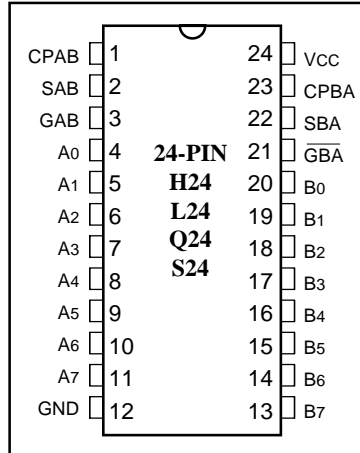 CPAB 1 24 VCC
SAB 2 23 CPBA
GAB 3 22 SBA
A0 4 24-PIN 21 GBA
A1 5 H24 20 B0
A2 6 L24 19 B1
A3 7 Q24 18 B2
A4 8 S24 17 B3
A5 9 16 B4
A6 10 15 B5
A7 11 14 B6
GND 12 13 B7